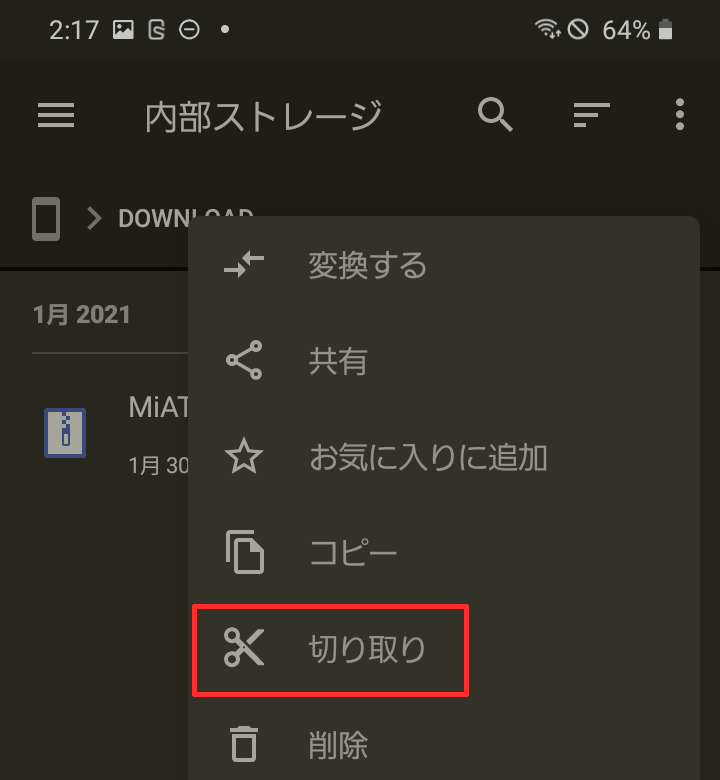 2:17
64%
内部ストレージ
DOWNLOAD
変換する
1月 2021
共有
MiAT
1月 30
お気に入りに追加
コピー
切り取り
削除